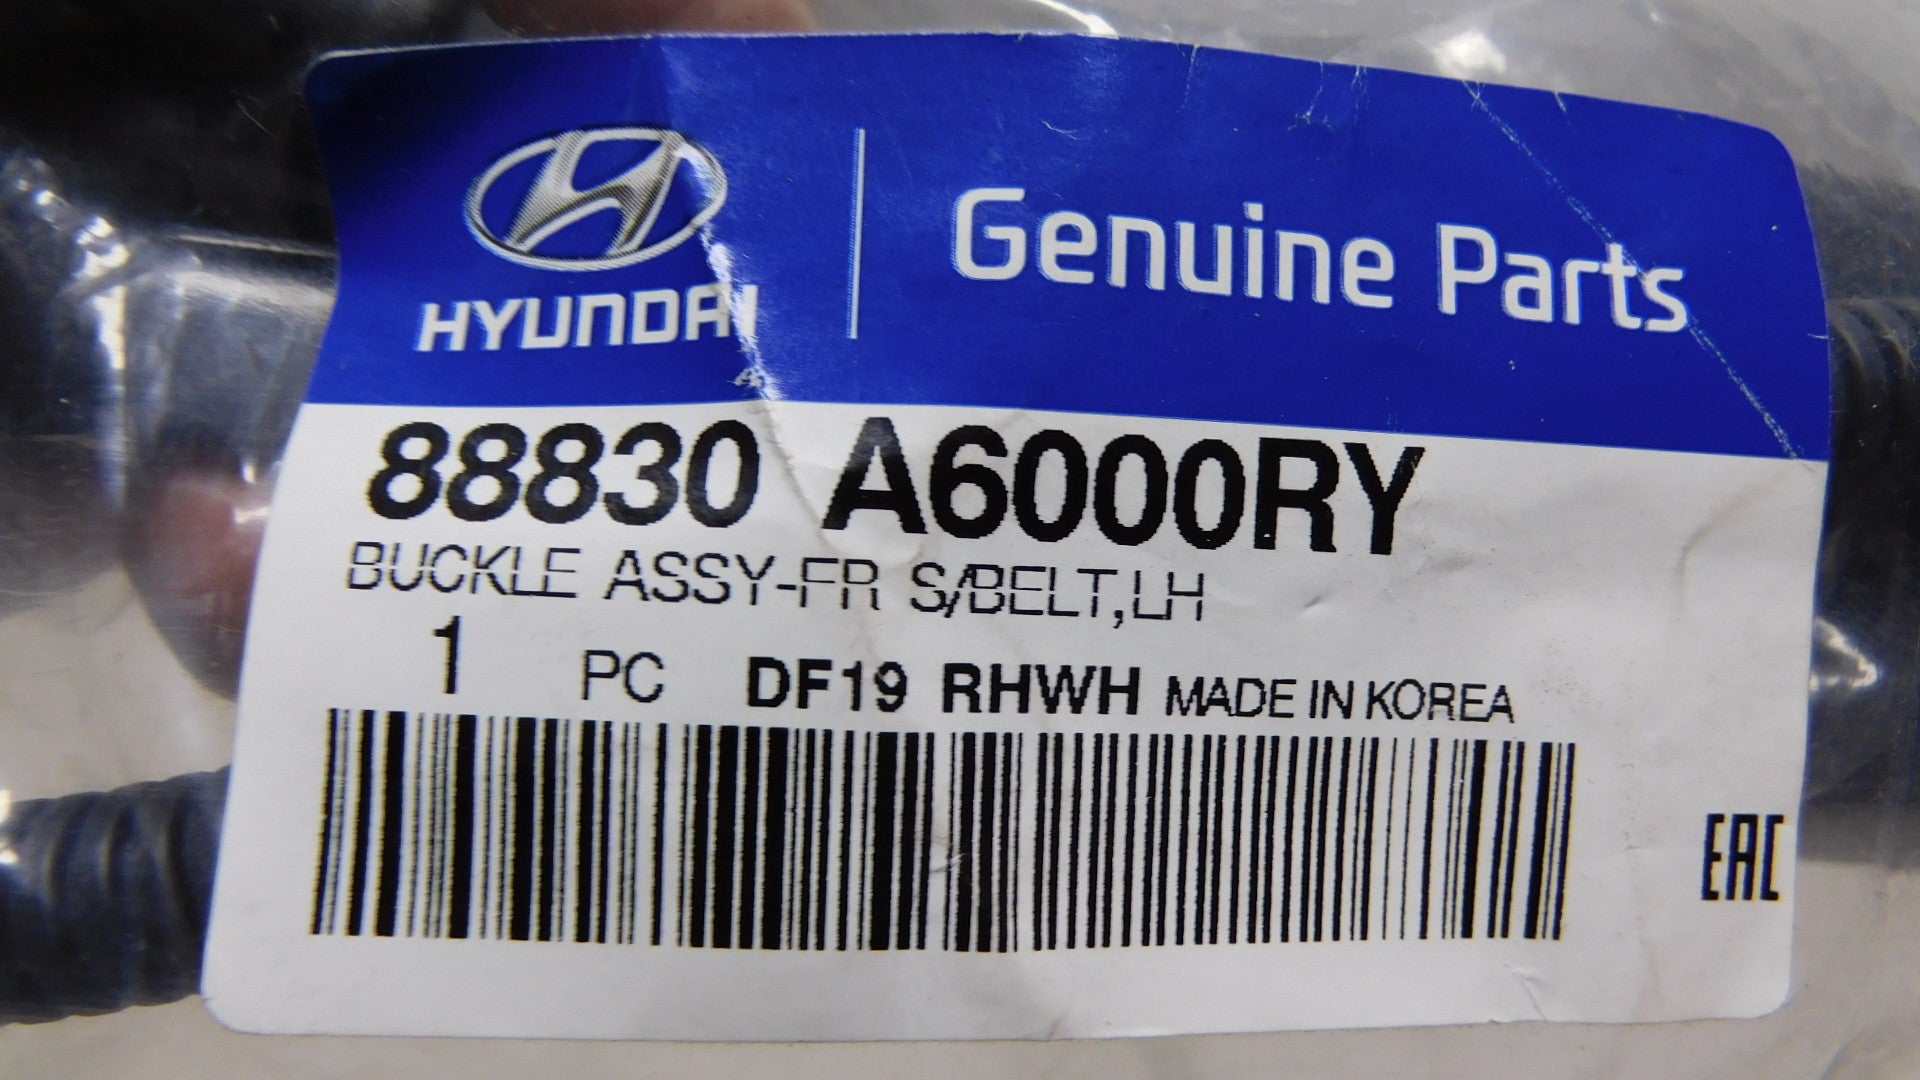 HYUNDAI
Genuine Parts
88830 A6000RY
BUCKLE ASSY-FR S/BELT,LH
1 PC DF19 RHWH MADE IN KOREA
EAC